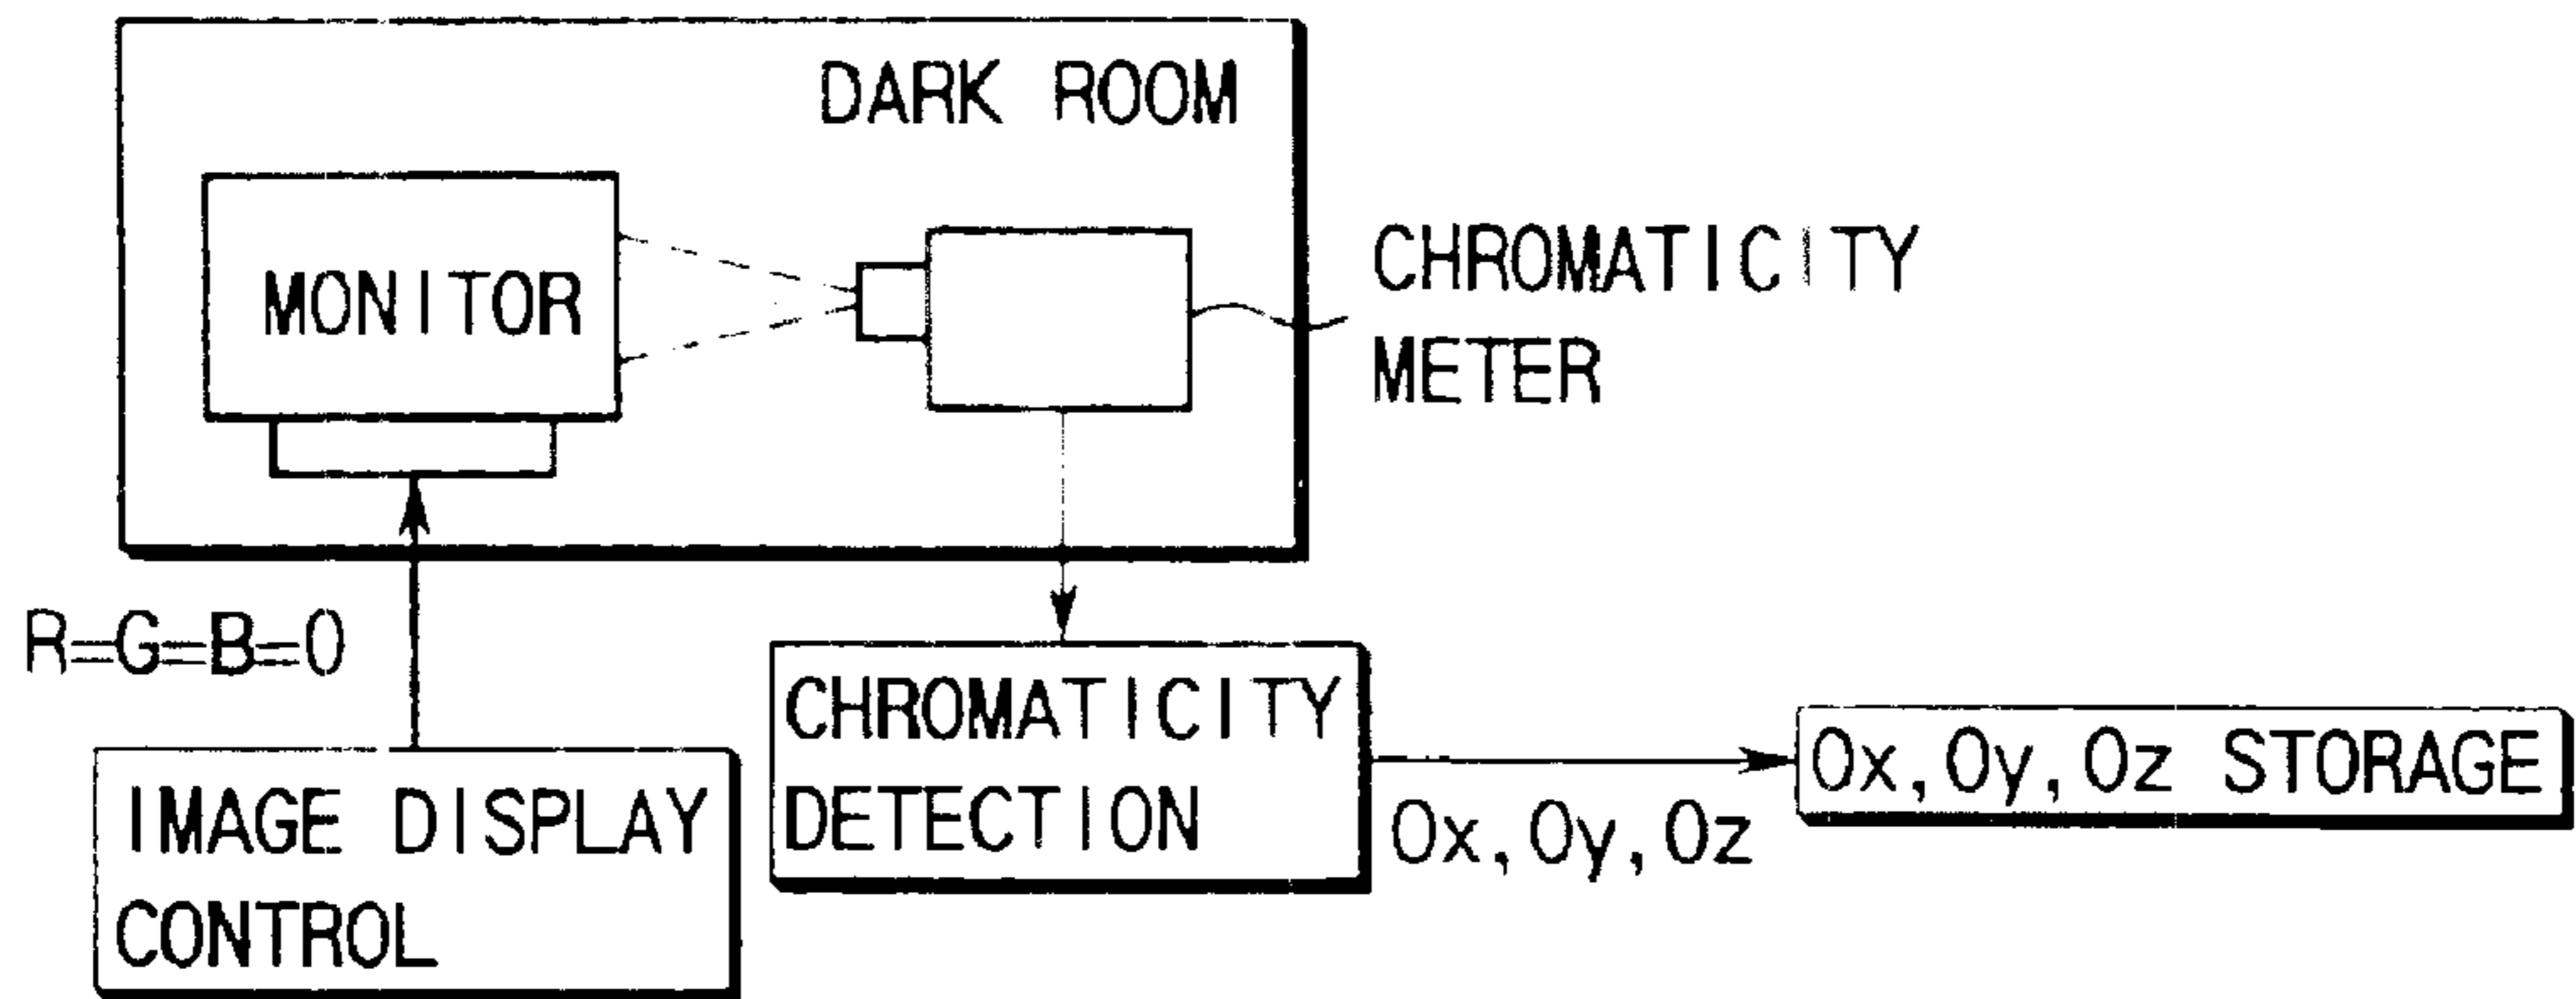 DARK ROOM
MONITOR
CHROMATICITY
METER
R=G=B=0
CHROMATICITY
DETECTION
IMAGE DISPLAY
CONTROL
Ox, Oy, Oz
Ox, Oy, Oz STORAGE